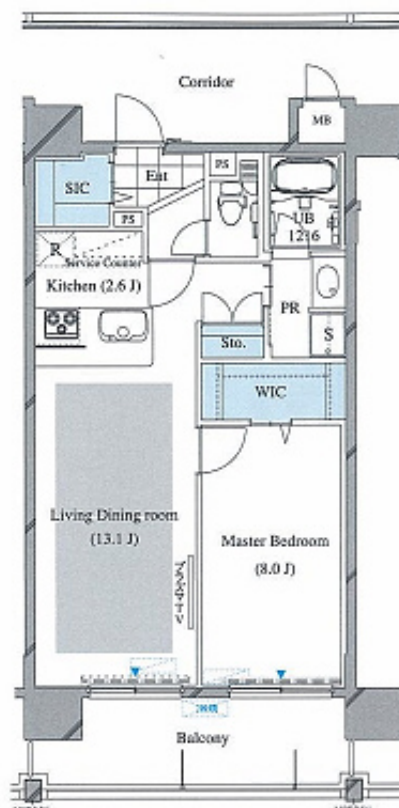 Corridor
MB
SIC
Ent
PS
PS
UB
1216
R
Service Counter
Kitchen (2.6 J)
PR
Sto.
S
WIC
Living Dining room
(13.1 J)
Master Bedroom
(8.0 J)
Balcony